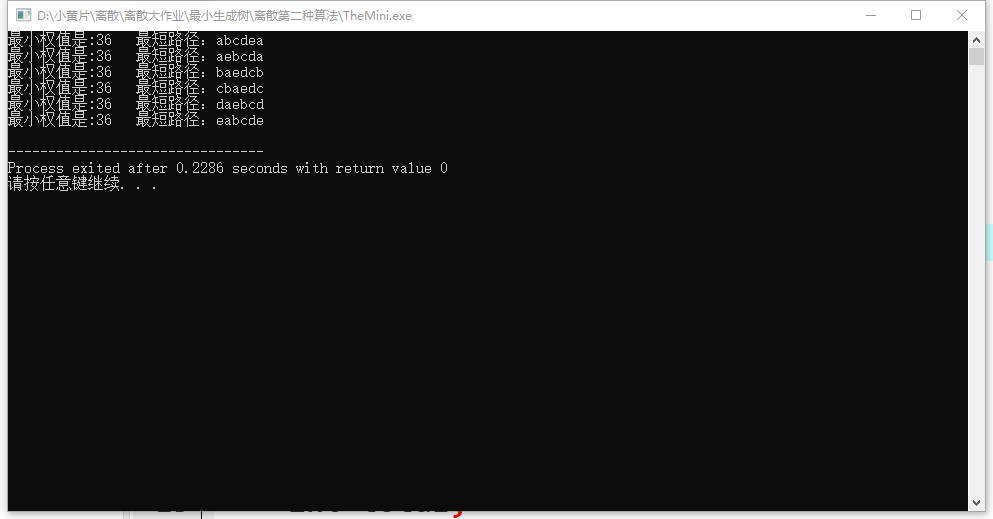 D:\小黄片\离散\离散大作业\最小生成树\离散第二种算法\TheMini.exe
最小权值是:36 最短路径: abcdea
最小权值是:36 最短路径: aebcda
最小权值是:36 最短路径: baedcb
最小权值是:36 最短路径: cbaedc
最小权值是:36 最短路径: daebcd
最小权值是:36 最短路径: eabcde
--------------------------------
Process exited after 0.2286 seconds with return value 0
请按任意键继续. . .